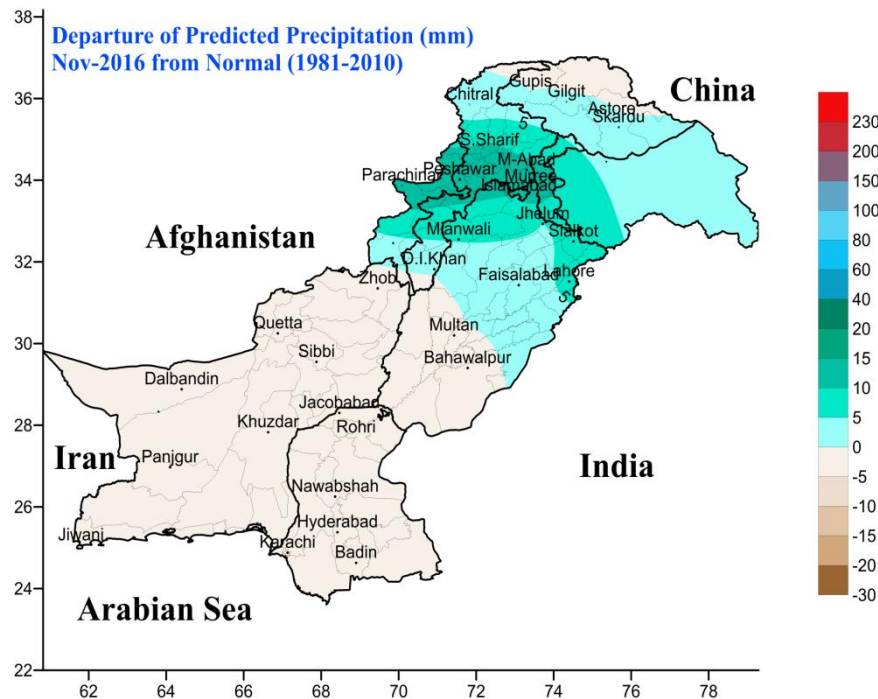 Departure of Predicted Precipitation (mm)
Nov-2016 from Normal (1981-2010)
38
36
34
32
30
28
26
24
22
62
64
66
68
70
72
74
76
78
China
Afghanistan
Iran
India
Arabian Sea
Gupis
Gilgit
Chitral
Astore
Skardu
5
S.Sharif
M-Abad
Peshawar
Parachinar
Murree
Islamabad
Jhelum
Mianwali
Sialkot
D.I.Khan
Lahore
Faisalabad
Zhob
5
Quetta
Multan
Sibbi
Bahawalpur
Dalbandin
Jacobabad
Khuzdar
Rohri
Panjgur
Nawabshah
Hyderabad
Jiwani
Karachi
Badin
230
200
150
100
80
60
40
20
15
10
5
0
-5
-10
-15
-20
-30